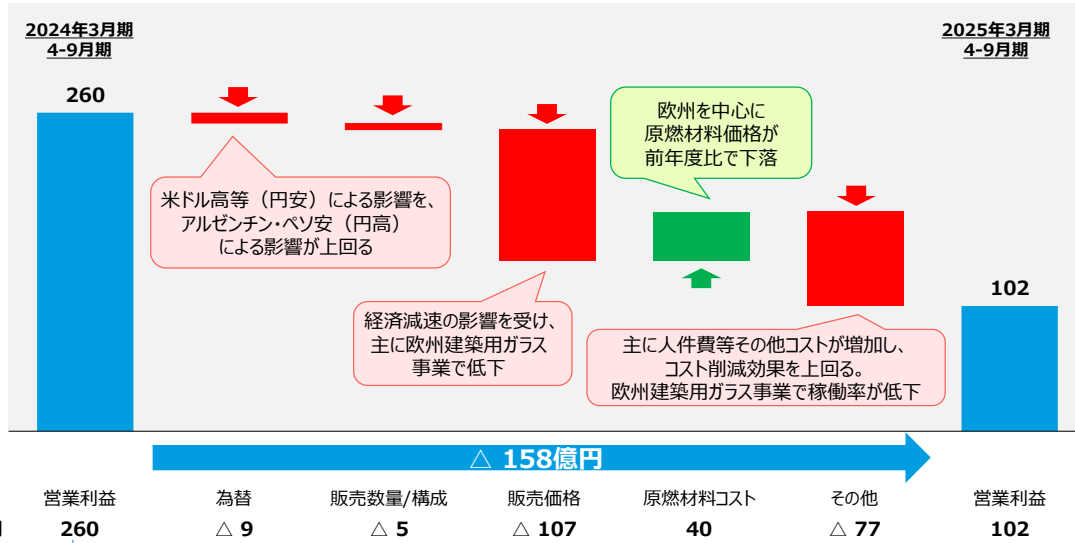 2024年3月期
4-9月期
2025年3月期
4-9月期
260
102
米ドル高等（円安）による影響を、
アルゼンチン・ペソ安（円高）
による影響が上回る
経済減速の影響を受け、
主に欧州建築用ガラス
事業で低下
欧州を中心に
原燃材料価格が
前年度比で下落
主に人件費等その他コストが増加し、
コスト削減効果を上回る。
欧州建築用ガラス事業で稼働率が低下
△ 158億円
営業利益 為替 販売数量/構成 販売価格 原燃材料コスト その他 営業利益
260 △ 9 △ 5 △ 107 40 △ 77 102